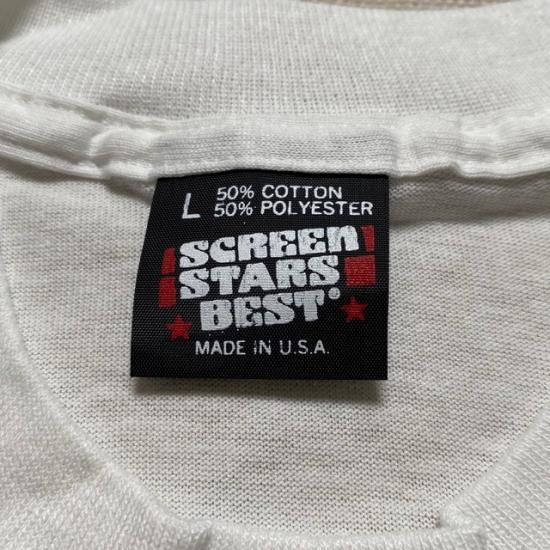 L 50% COTTON
50% POLYESTER
SCREEN
STARS
BEST®
MADE IN U.S.A.